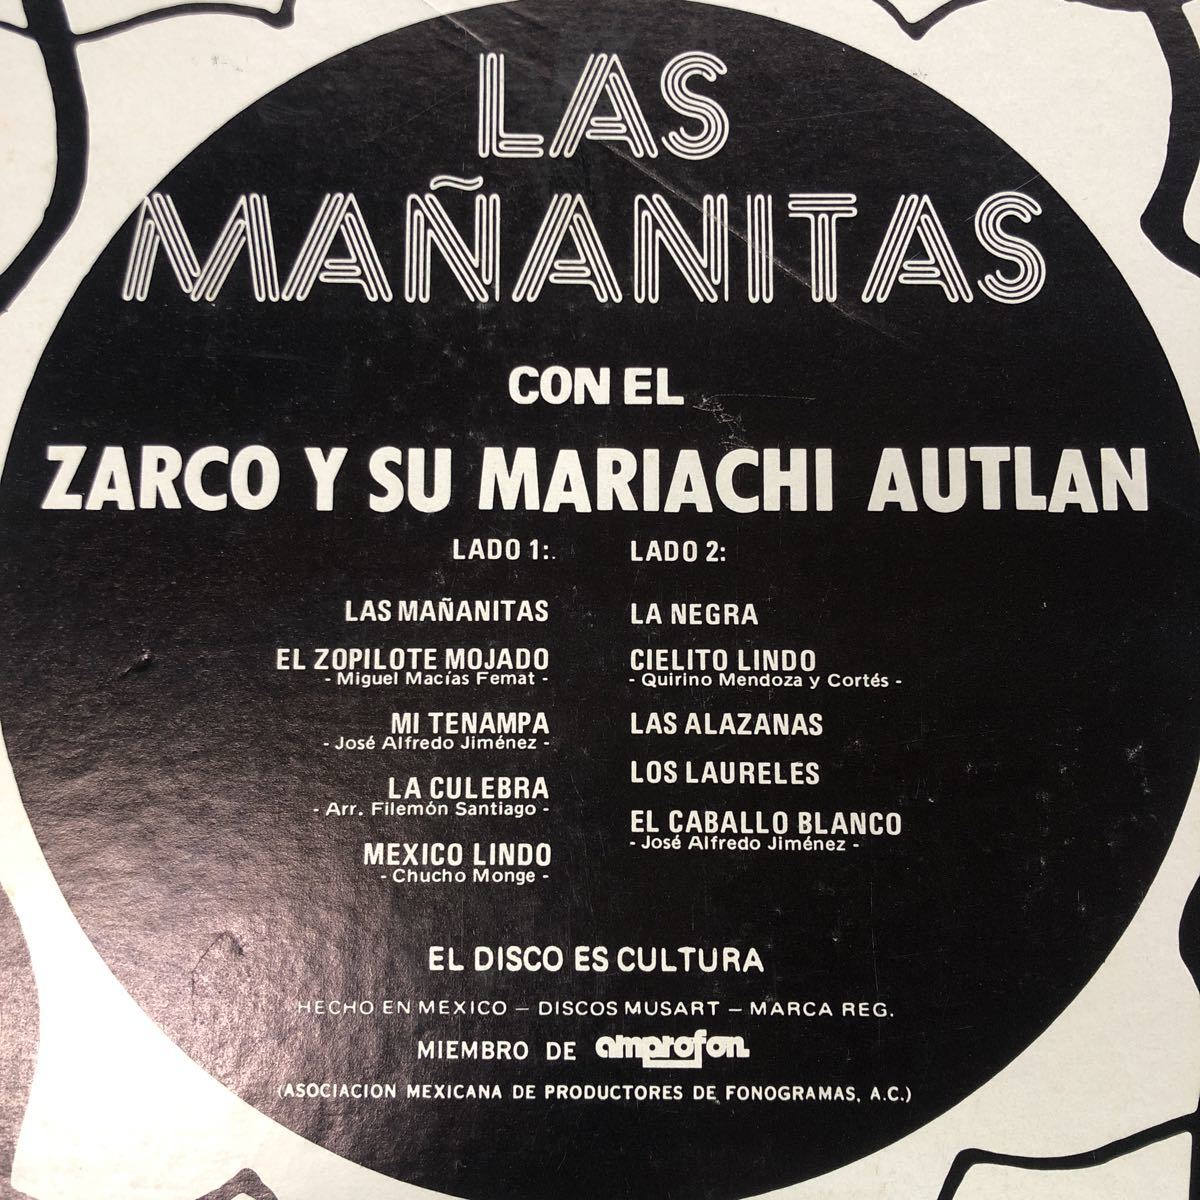 LAS
MAÑANITAS
CON EL
ZARCO Y SU MARIACHI AUTLAN
LADO 1:.
LAS MAÑANITAS
EL ZOPILOTE MOJADO
- Miguel Macías Femat -
MI TENAMPA
- José Alfredo Jiménez -
LA CULEBRA
- Arr. Filemón Santiago -
MEXICO LINDO
- Chucho Monge -
LADO 2:
LA NEGRA
CIELITO LINDO
- Quirino Mendoza y Cortés -
LAS ALAZANAS
LOS LAURELES
EL CABALLO BLANCO
- José Alfredo Jiménez -
EL DISCO ES CULTURA
HECHO EN MEXICO — DISCOS MUSART — MARCA REG.
MIEMBRO DE amprofon
(ASOCIACION MEXICANA DE PRODUCTORES DE FONOGRAMAS, A.C.)